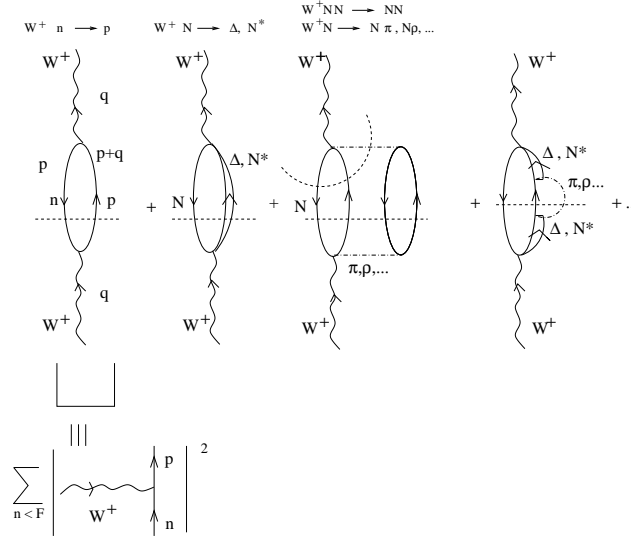 W⁺ n → p
W⁺ N → Δ, N*
W⁺NN → NN
W⁺N → N π, Nρ, ...
W⁺
W⁺
W⁺
W⁺
q
p
p+q
n
p
q
W⁺
+
Δ, N*
N
W⁺
+
N
π,ρ,...
W⁺
+
Δ, N*
π,ρ...
Δ, N*
W⁺
+ .
∑
n < F
W⁺
p
n
2